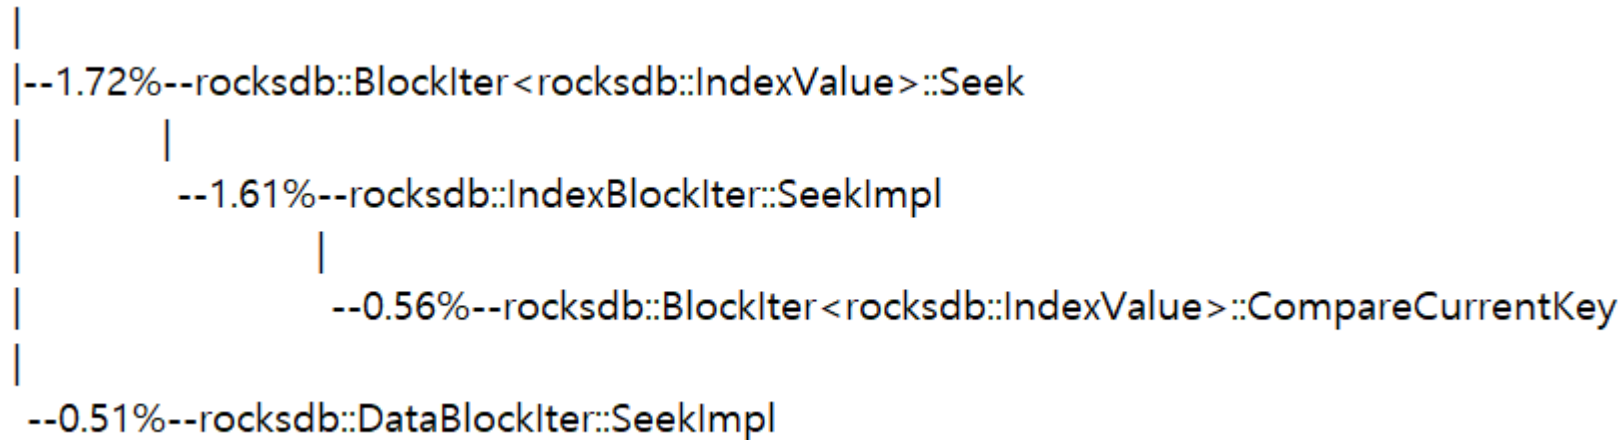 |
|--1.72%--rocksdb::BlockIter<rocksdb::IndexValue>::Seek
|          |
|           --1.61%--rocksdb::IndexBlockIter::SeekImpl
|                     |
|                      --0.56%--rocksdb::BlockIter<rocksdb::IndexValue>::CompareCurrentKey
|
 --0.51%--rocksdb::DataBlockIter::SeekImpl